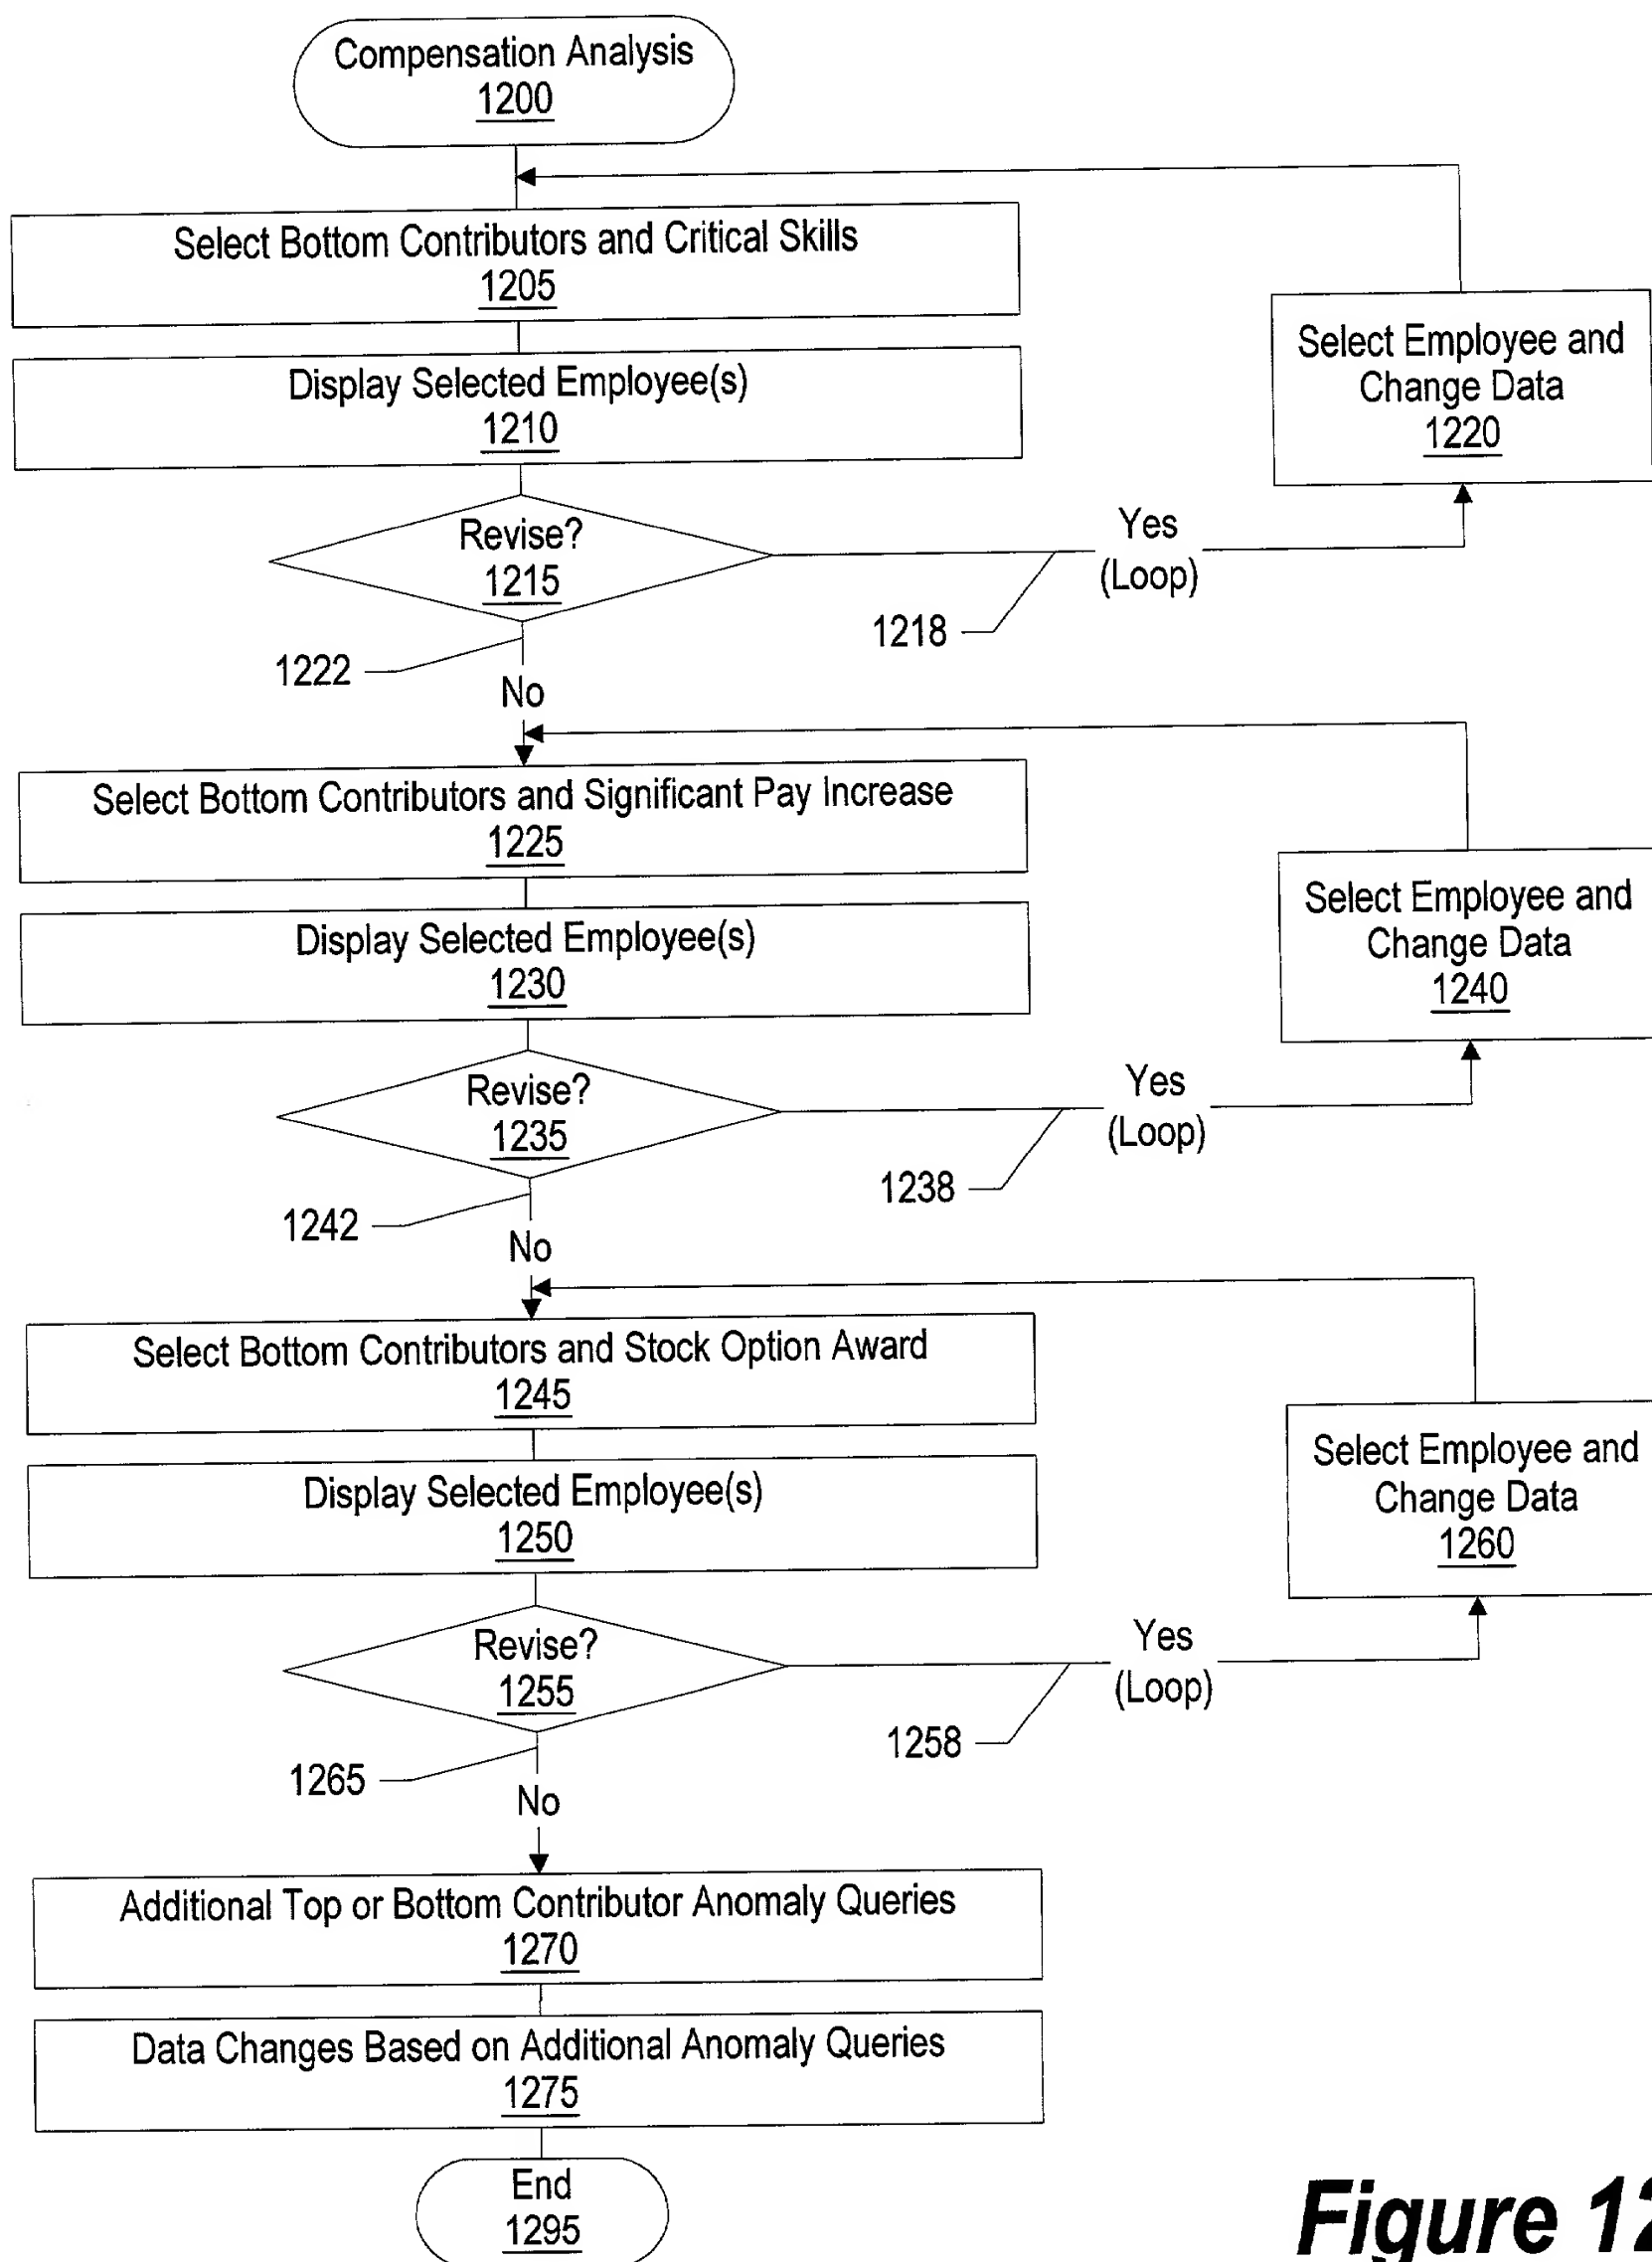 Compensation Analysis
1200
Select Bottom Contributors and Critical Skills
1205
Display Selected Employee(s)
1210
Select Employee and
Change Data
1220
Revise?
1215
Yes
(Loop)
1218
1222
No
Select Bottom Contributors and Significant Pay Increase
1225
Display Selected Employee(s)
1230
Select Employee and
Change Data
1240
Revise?
1235
Yes
(Loop)
1238
1242
No
Select Bottom Contributors and Stock Option Award
1245
Display Selected Employee(s)
1250
Select Employee and
Change Data
1260
Revise?
1255
Yes
(Loop)
1258
1265
No
Additional Top or Bottom Contributor Anomaly Queries
1270
Data Changes Based on Additional Anomaly Queries
1275
End
1295
Figure 12